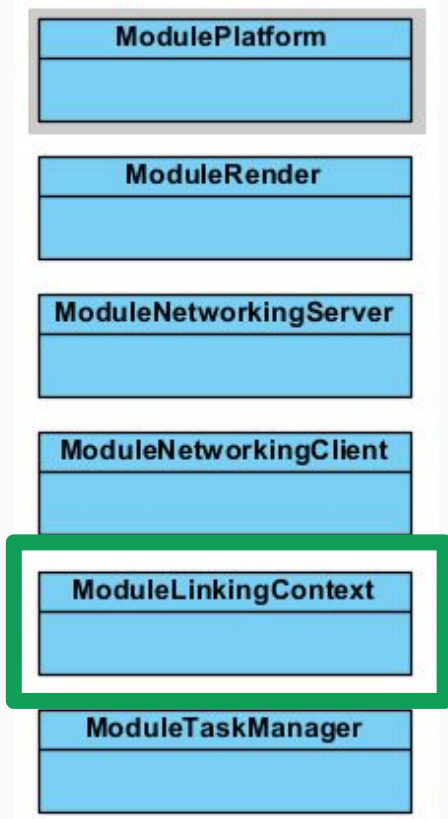 ModulePlatform
ModuleRender
ModuleNetworkingServer
ModuleNetworkingClient
ModuleLinkingContext
ModuleTaskManager